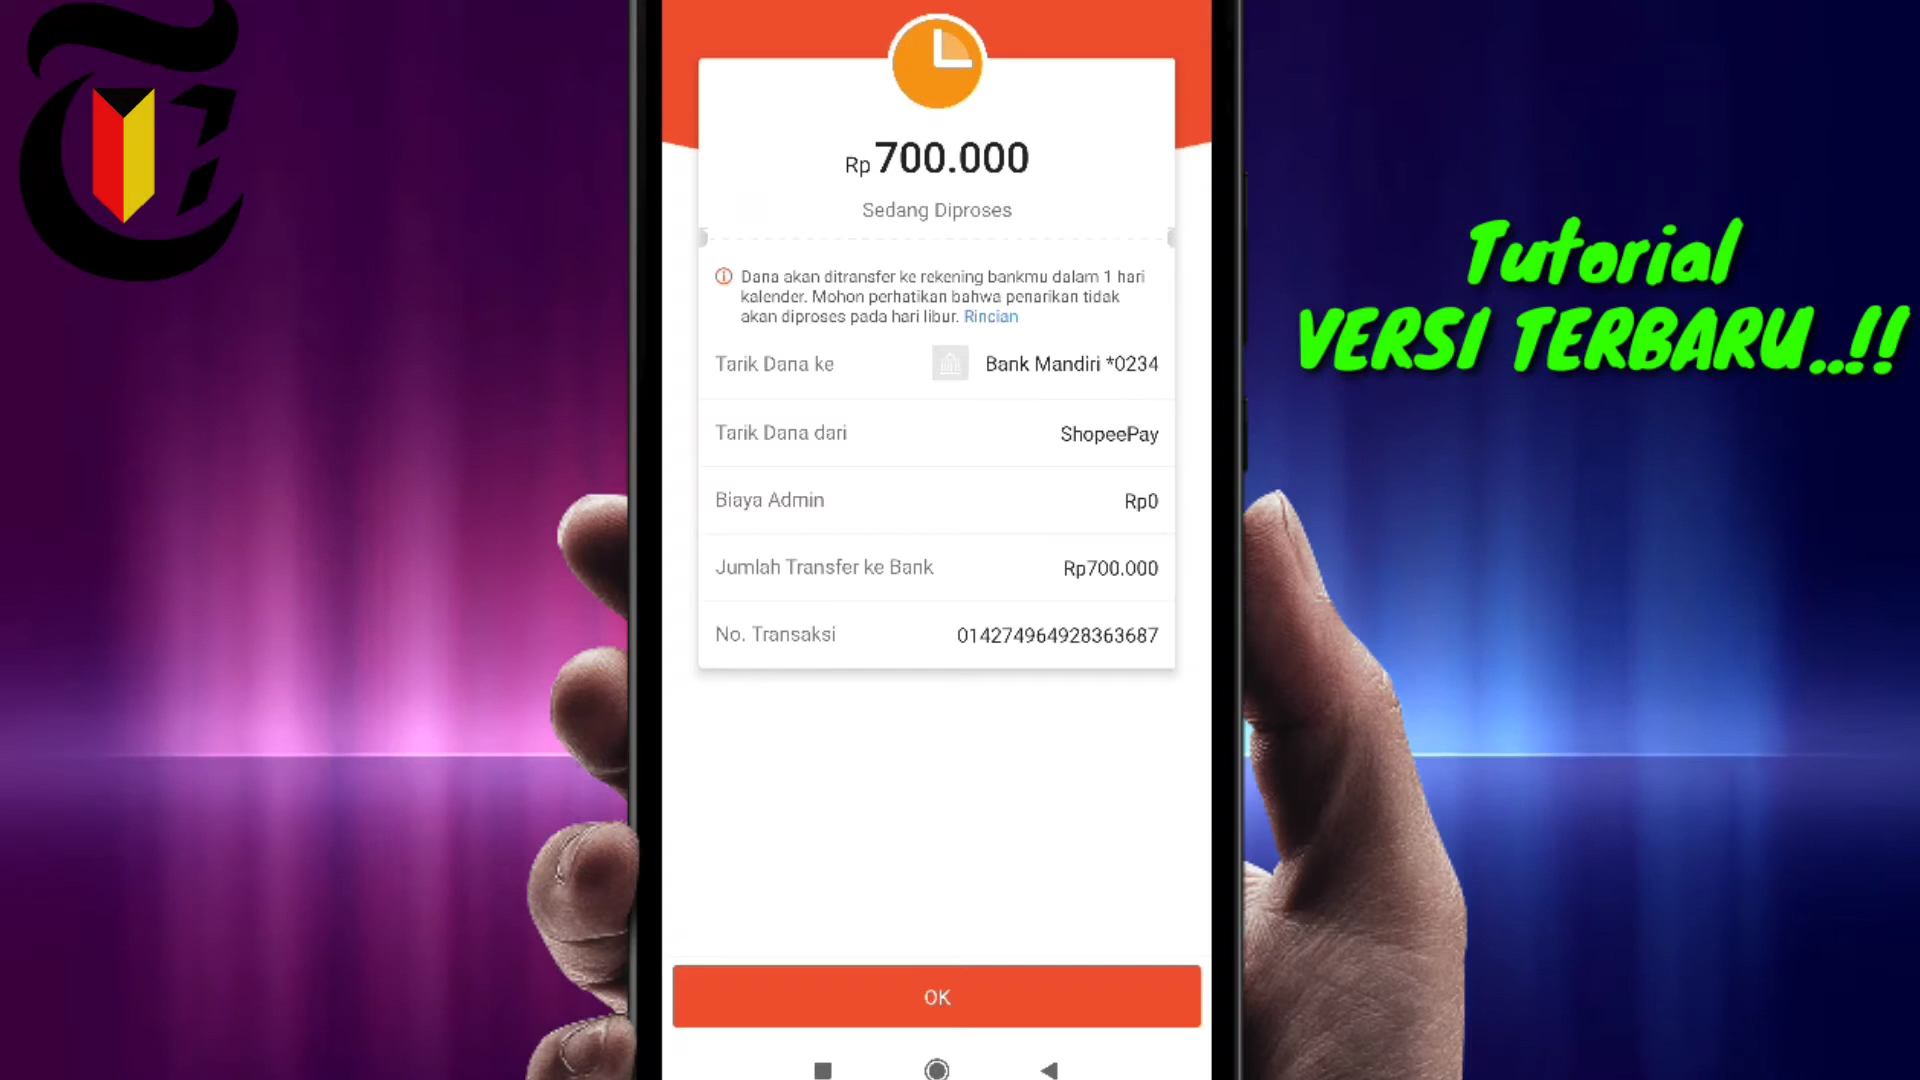 Rp 700.000
Sedang Diproses
Dana akan ditransfer ke rekening bankmu dalam 1 hari
kalender. Mohon perhatikan bahwa penarikan tidak
akan diproses pada hari libur. Rincian
Tarik Dana ke Bank Mandiri *0234
Tarik Dana dari ShopeePay
Biaya Admin Rp0
Jumlah Transfer ke Bank Rp700.000
No. Transaksi 014274964928363687
OK
Tutorial
VERSI TERBARU..!!